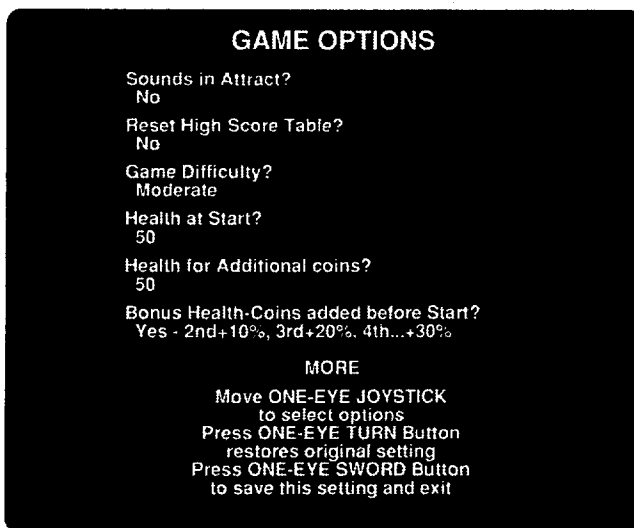 GAME OPTIONS
Sounds in Attract?
No
Reset High Score Table?
No
Game Difficulty?
Moderate
Health at Start?
50
Health for Additional coins?
50
Bonus Health-Coins added before Start?
Yes - 2nd+10%, 3rd+20%, 4th...+30%
MORE
Move ONE-EYE JOYSTICK
to select options
Press ONE-EYE TURN Button
restores original setting
Press ONE-EYE SWORD Button
to save this setting and exit